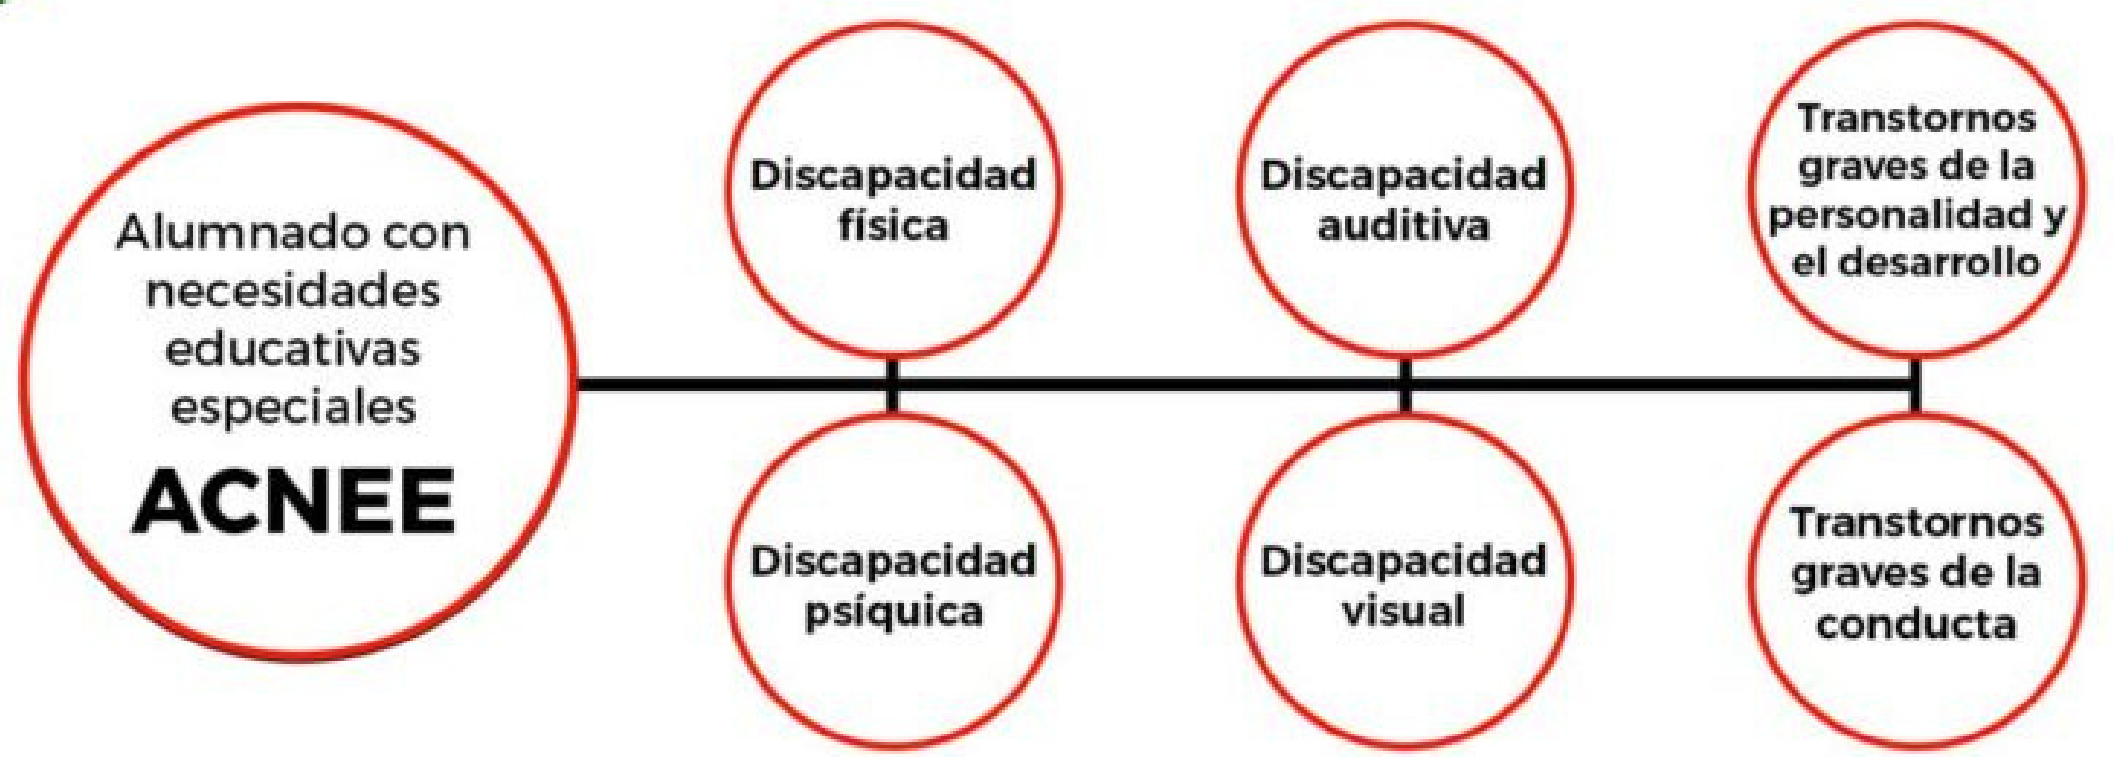 Alumnado con
necesidades
educativas
especiales
ACNEE
Discapacidad
física
Discapacidad
auditiva
Transtornos
graves de la
personalidad y
el desarrollo
Discapacidad
psíquica
Discapacidad
visual
Transtornos
graves de la
conducta